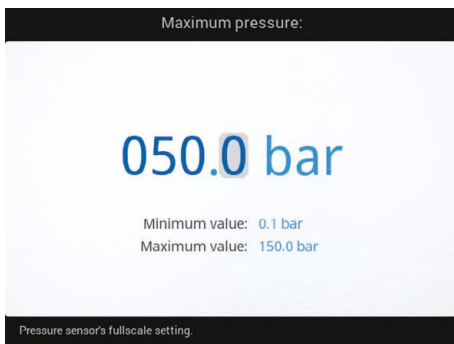 Maximum pressure:
050.0 bar
Minimum value: 0.1 bar
Maximum value: 150.0 bar
Pressure sensor's fullscale setting.